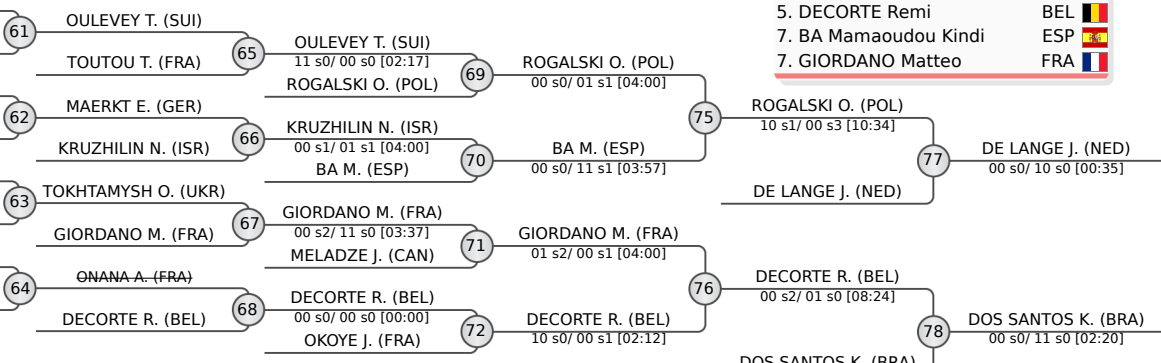 61
OULEVEY T. (SUI)
TOUTOU T. (FRA)
62
MAERKT E. (GER)
KRUZHILIN N. (ISR)
63
TOKHTAMYSH O. (UKR)
GIORDANO M. (FRA)
64
ONANA A. (FRA)
DECORTE R. (BEL)
65
OULEVEY T. (SUI)
11 s0/ 00 s0 [02:17]
ROGALSKI O. (POL)
66
KRUZHILIN N. (ISR)
00 s1/ 01 s1 [04:00]
BA M. (ESP)
67
GIORDANO M. (FRA)
00 s2/ 11 s0 [03:37]
MELADZE J. (CAN)
68
DECORTE R. (BEL)
00 s0/ 00 s0 [00:00]
OKOYE J. (FRA)
69
ROGALSKI O. (POL)
00 s0/ 01 s1 [04:00]
70
BA M. (ESP)
00 s0/ 11 s1 [03:57]
71
GIORDANO M. (FRA)
01 s2/ 00 s1 [04:00]
72
DECORTE R. (BEL)
10 s0/ 00 s1 [02:12]
75
ROGALSKI O. (POL)
10 s1/ 00 s3 [10:34]
DE LANGE J. (NED)
76
DECORTE R. (BEL)
00 s2/ 01 s0 [08:24]
DOS SANTOS K. (BRA)
77
DE LANGE J. (NED)
00 s0/ 10 s0 [00:35]
78
DOS SANTOS K. (BRA)
00 s0/ 11 s0 [02:20]
5. DECORTE Remi BEL
7. BA Mamaoudou Kindi ESP
7. GIORDANO Matteo FRA